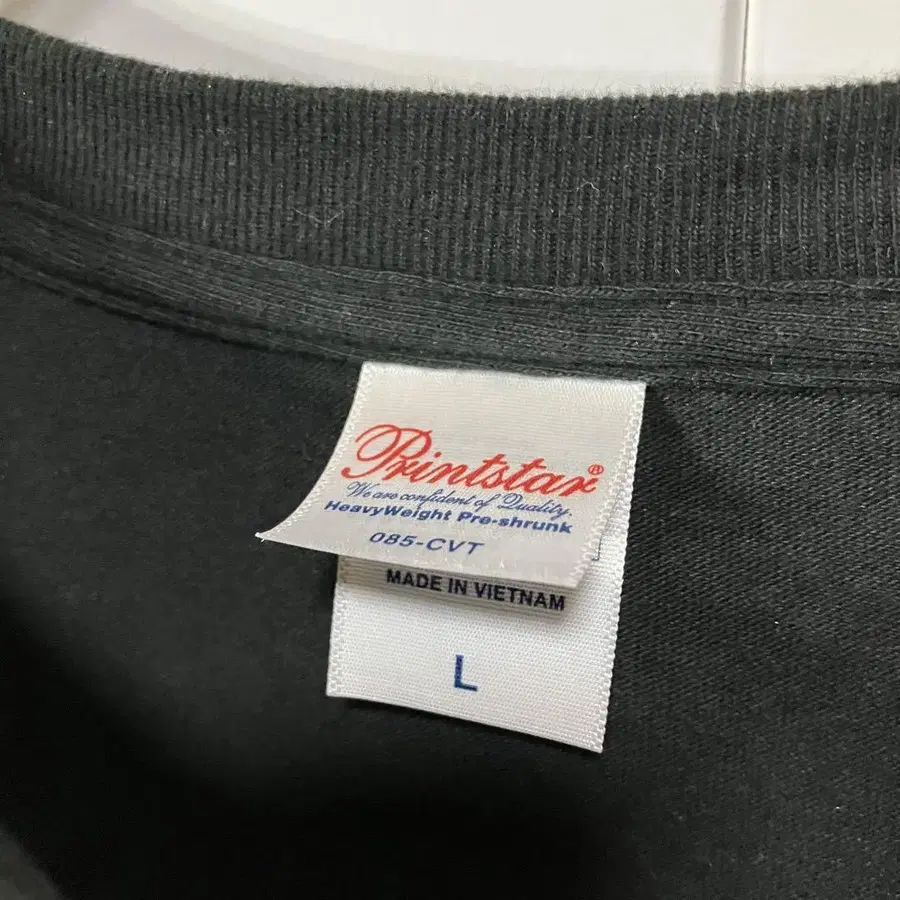 Printstar®
We are confident of Quality.
HeavyWeight Pre-shrunk
085-CVT
MADE IN VIETNAM
L